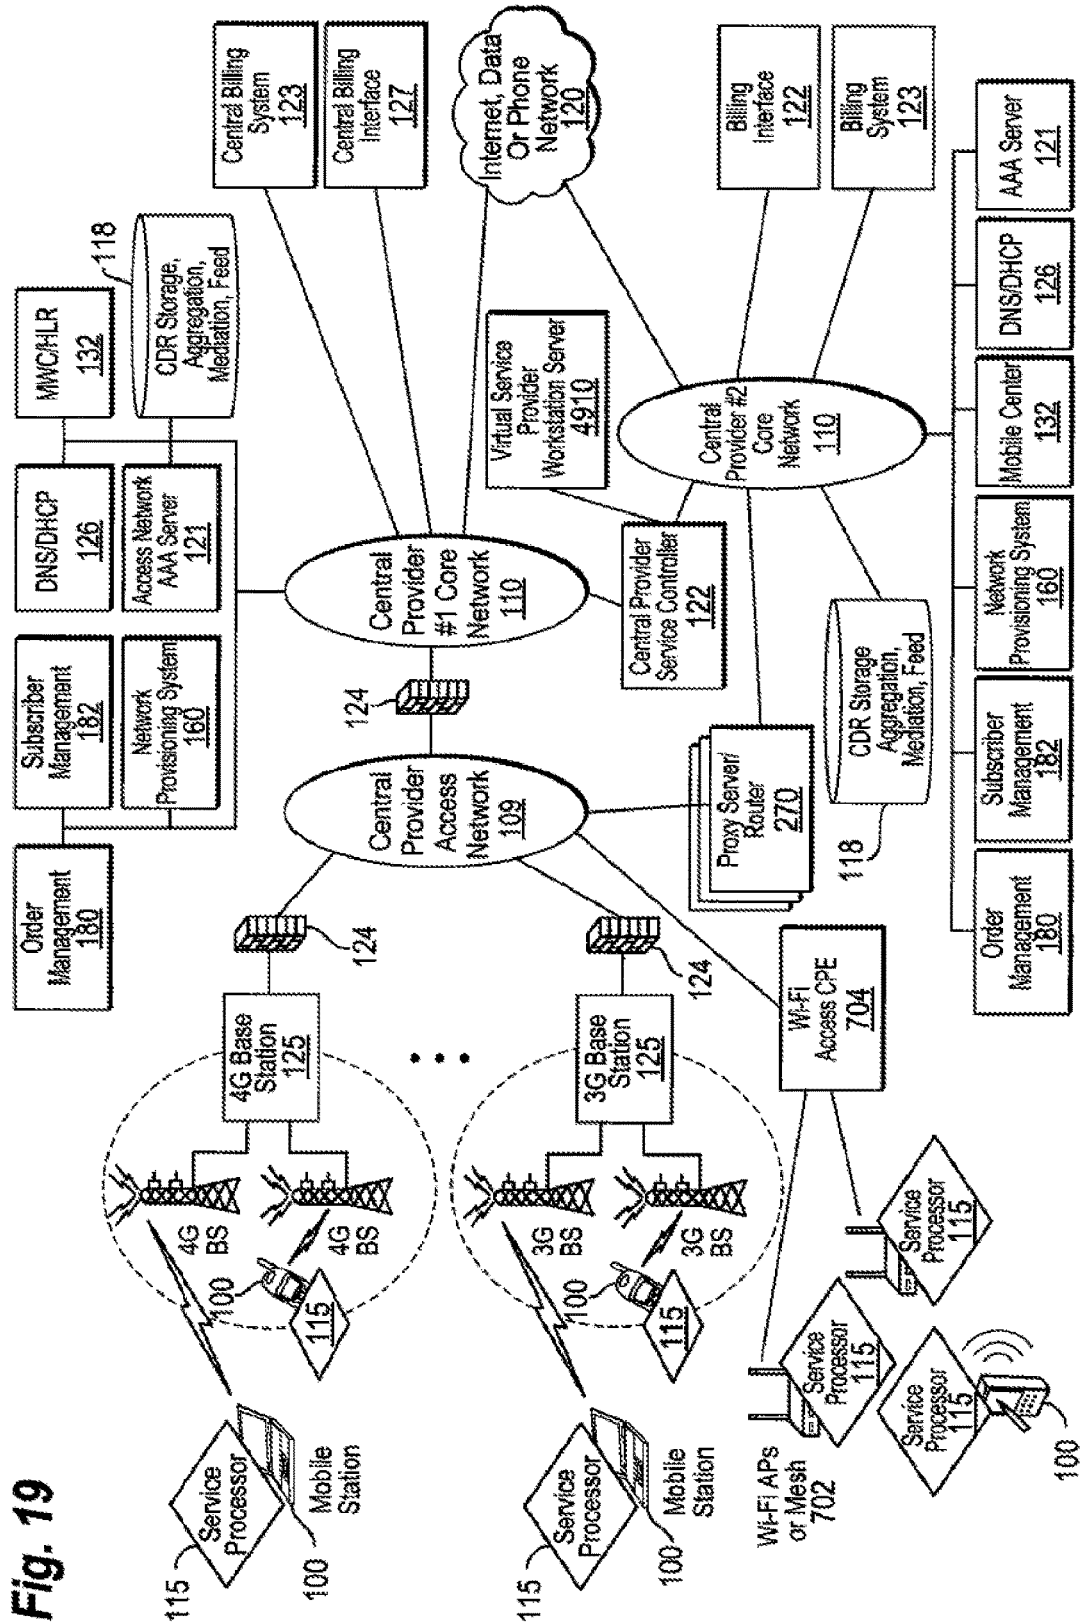 Fig. 19
Order
Management
180
Subscriber
Management
182
DNS/DHCP
126
MWC/HLR
132
Network
Provisioning System
160
Access Network
AAA Server
121
CDR Storage,
Aggregation,
Mediation, Feed
118
Central Billing
System
123
Central Billing
Interface
127
115
Service
Processor
100
Mobile
Station
4G
BS
4G
BS
100
115
4G Base
Station
125
124
Central
Provider
Access
Network
109
124
Central
Provider
#1 Core
Network
110
Internet, Data
Or Phone
Network
120
115
Service
Processor
100
Mobile
Station
3G
BS
3G
BS
100
115
3G Base
Station
125
124
Proxy Server/
Router
270
Central Provider
Service Controller
122
Virtual Service
Provider
Workstation Server
4910
Central
Provider #2
Core
Network
110
Billing
Interface
122
Billing
System
123
Wi-Fi APs
or Mesh
702
Service
Processor
115
Service
Processor
115
Service
Processor
115
100
Wi-Fi
Access CPE
704
118
CDR Storage
Aggregation,
Mediation, Feed
Order
Management
180
Subscriber
Management
182
Network
Provisioning System
160
Mobile Center
132
DNS/DHCP
126
AAA Server
121